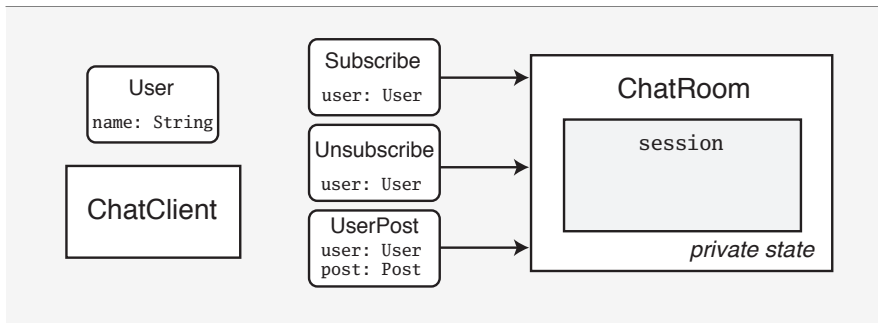 User
name: String
ChatClient
Subscribe
user: User
Unsubscribe
user: User
UserPost
user: User
post: Post
ChatRoom
session
private state